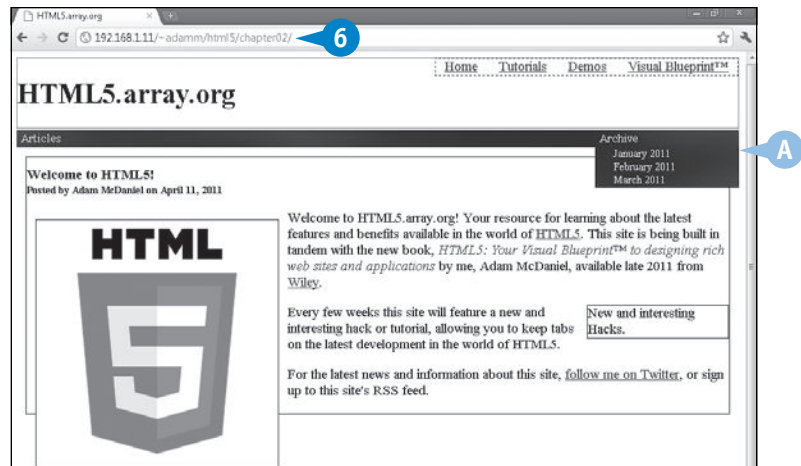 HTML5.array.org
192.168.1.11/~adamm/html5/chapter02/
6
Home Tutorials Demos Visual Blueprint™
HTML5.array.org
Articles
Archive
January 2011
February 2011
March 2011
A
Welcome to HTML5!
Posted by Adam McDaniel on April 11, 2011
HTML
5
Welcome to HTML5.array.org! Your resource for learning about the latest
features and benefits available in the world of HTML5. This site is being built in
tandem with the new book, HTML5: Your Visual Blueprint™ to designing rich
web sites and applications by me, Adam McDaniel, available late 2011 from
Wiley.
Every few weeks this site will feature a new and
interesting hack or tutorial, allowing you to keep tabs
on the latest development in the world of HTML5.
New and interesting
Hacks.
For the latest news and information about this site, follow me on Twitter, or sign
up to this site's RSS feed.